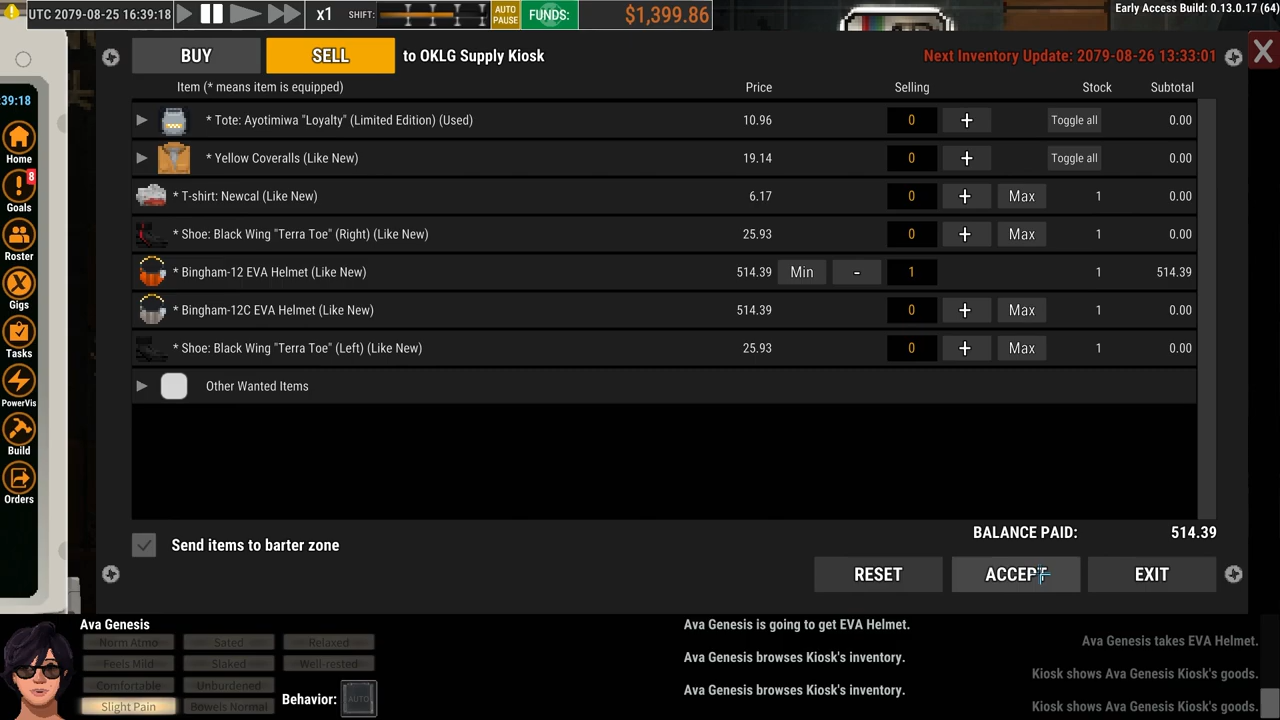 UTC 2079-08-25 16:39:18 x1 SHIFT: AUTO PAUSE FUNDS: $1,399.86
Early Access Build: 0.13.0.17 (64)
BUY SELL to OKLG Supply Kiosk Next Inventory Update: 2079-08-26 13:33:01 X
Item (* means item is equipped) Price Selling Stock Subtotal
:39:18
* Tote: Ayotimiwa "Loyalty" (Limited Edition) (Used) 10.96 0 + Toggle all 0.00
* Yellow Coveralls (Like New) 19.14 0 + Toggle all 0.00
* T-shirt: Newcal (Like New) 6.17 0 + Max 1 0.00
* Shoe: Black Wing "Terra Toe" (Right) (Like New) 25.93 0 + Max 1 0.00
* Bingham-12 EVA Helmet (Like New) 514.39 Min - 1 1 514.39
* Bingham-12C EVA Helmet (Like New) 514.39 0 + Max 1 0.00
* Shoe: Black Wing "Terra Toe" (Left) (Like New) 25.93 0 + Max 1 0.00
Other Wanted Items
Home
8
Goals
Roster
Gigs
Tasks
PowerVis
Build
Orders
BALANCE PAID: 514.39
Send items to barter zone
RESET ACCEPT EXIT
Ava Genesis
Norm Atmo Sated Relaxed
Feels Mild Slaked Well-rested
Comfortable Unburdened
Slight Pain Bowels Normal
Behavior: AUTO
Ava Genesis is going to get EVA Helmet.
Ava Genesis browses Kiosk's inventory.
Ava Genesis browses Kiosk's inventory.
Ava Genesis takes EVA Helmet.
Kiosk shows Ava Genesis Kiosk's goods.
Kiosk shows Ava Genesis Kiosk's goods.